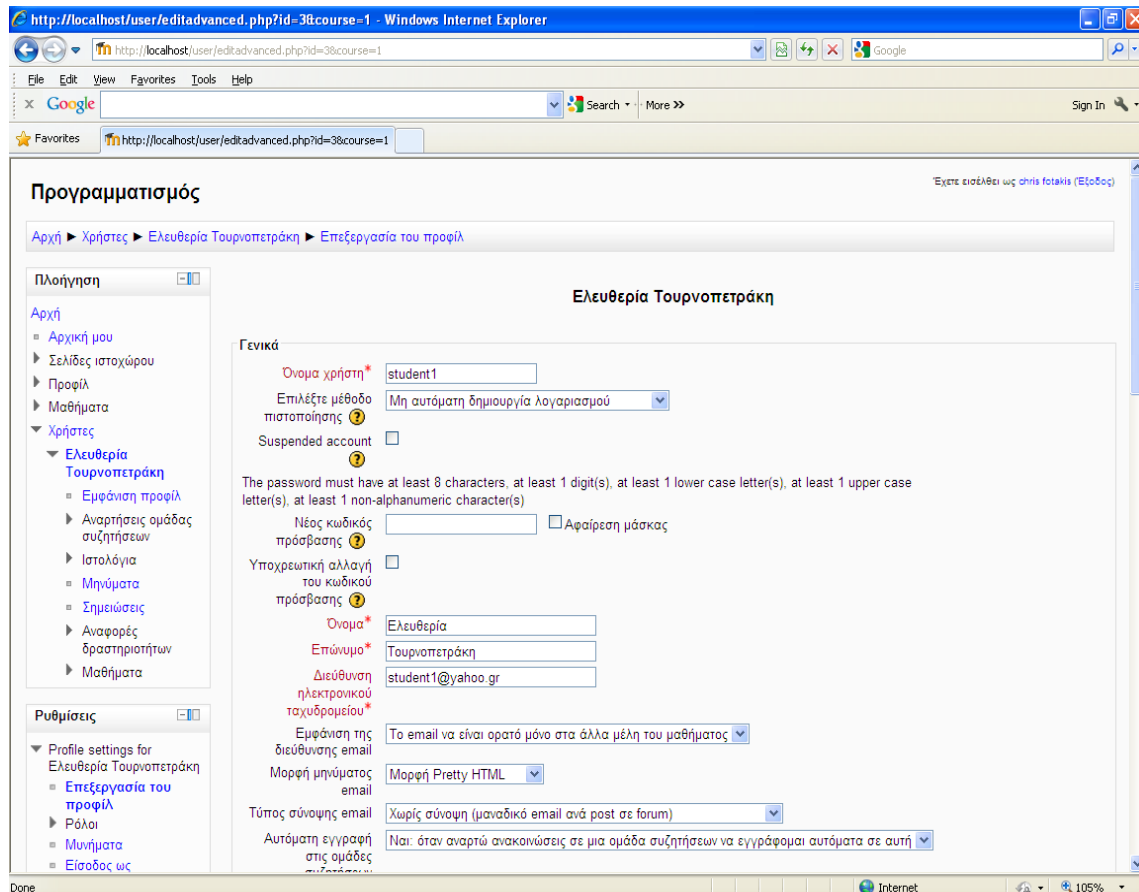 http://localhost/user/editadvanced.php?id=3&course=1 - Windows Internet Explorer
http://localhost/user/editadvanced.php?id=3&course=1
Google
File Edit View Favorites Tools Help
x Google Search More >> Sign In
Favorites http://localhost/user/editadvanced.php?id=3&course=1
Προγραμματισμός
Έχετε εισέλθει ως chris fotakis (Έξοδος)
Αρχή ► Χρήστες ► Ελευθερία Τουρνοπετράκη ► Επεξεργασία του προφίλ
Πλοήγηση
Αρχή
Αρχική μου
Σελίδες ιστοχώρου
Προφίλ
Μαθήματα
Χρήστες
Ελευθερία
Τουρνοπετράκη
Εμφάνιση προφίλ
Αναρτήσεις ομάδας
συζητήσεων
Ιστολόγια
Μηνύματα
Σημειώσεις
Αναφορές
δραστηριοτήτων
Μαθήματα
Ρυθμίσεις
Profile settings for
Ελευθερία Τουρνοπετράκη
Επεξεργασία του
προφίλ
Ρόλοι
Μυνήματα
Είσοδος ως
Ελευθερία Τουρνοπετράκη
Γενικά
Όνομα χρήστη* student1
Επιλέξτε μέθοδο
πιστοποίησης Μη αυτόματη δημιουργία λογαριασμού
Suspended account
The password must have at least 8 characters, at least 1 digit(s), at least 1 lower case letter(s), at least 1 upper case
letter(s), at least 1 non-alphanumeric character(s)
Νέος κωδικός
πρόσβασης Αφαίρεση μάσκας
Υποχρεωτική αλλαγή
του κωδικού
πρόσβασης
Όνομα* Ελευθερία
Επώνυμο* Τουρνοπετράκη
Διεύθυνση student1@yahoo.gr
ηλεκτρονικού
ταχυδρομείου*
Εμφάνιση της
διεύθυνσης email Το email να είναι ορατό μόνο στα άλλα μέλη του μαθήματος
Μορφή μηνύματος
email Μορφή Pretty HTML
Τύπος σύνοψης email Χωρίς σύνοψη (μαναδικό email ανά post σε forum)
Αυτόματη εγγραφή Ναι: όταν αναρτώ ανακοινώσεις σε μια ομάδα συζητήσεων να εγγράφομαι αυτόματα σε αυτή
στις ομάδες
Done Internet 105%